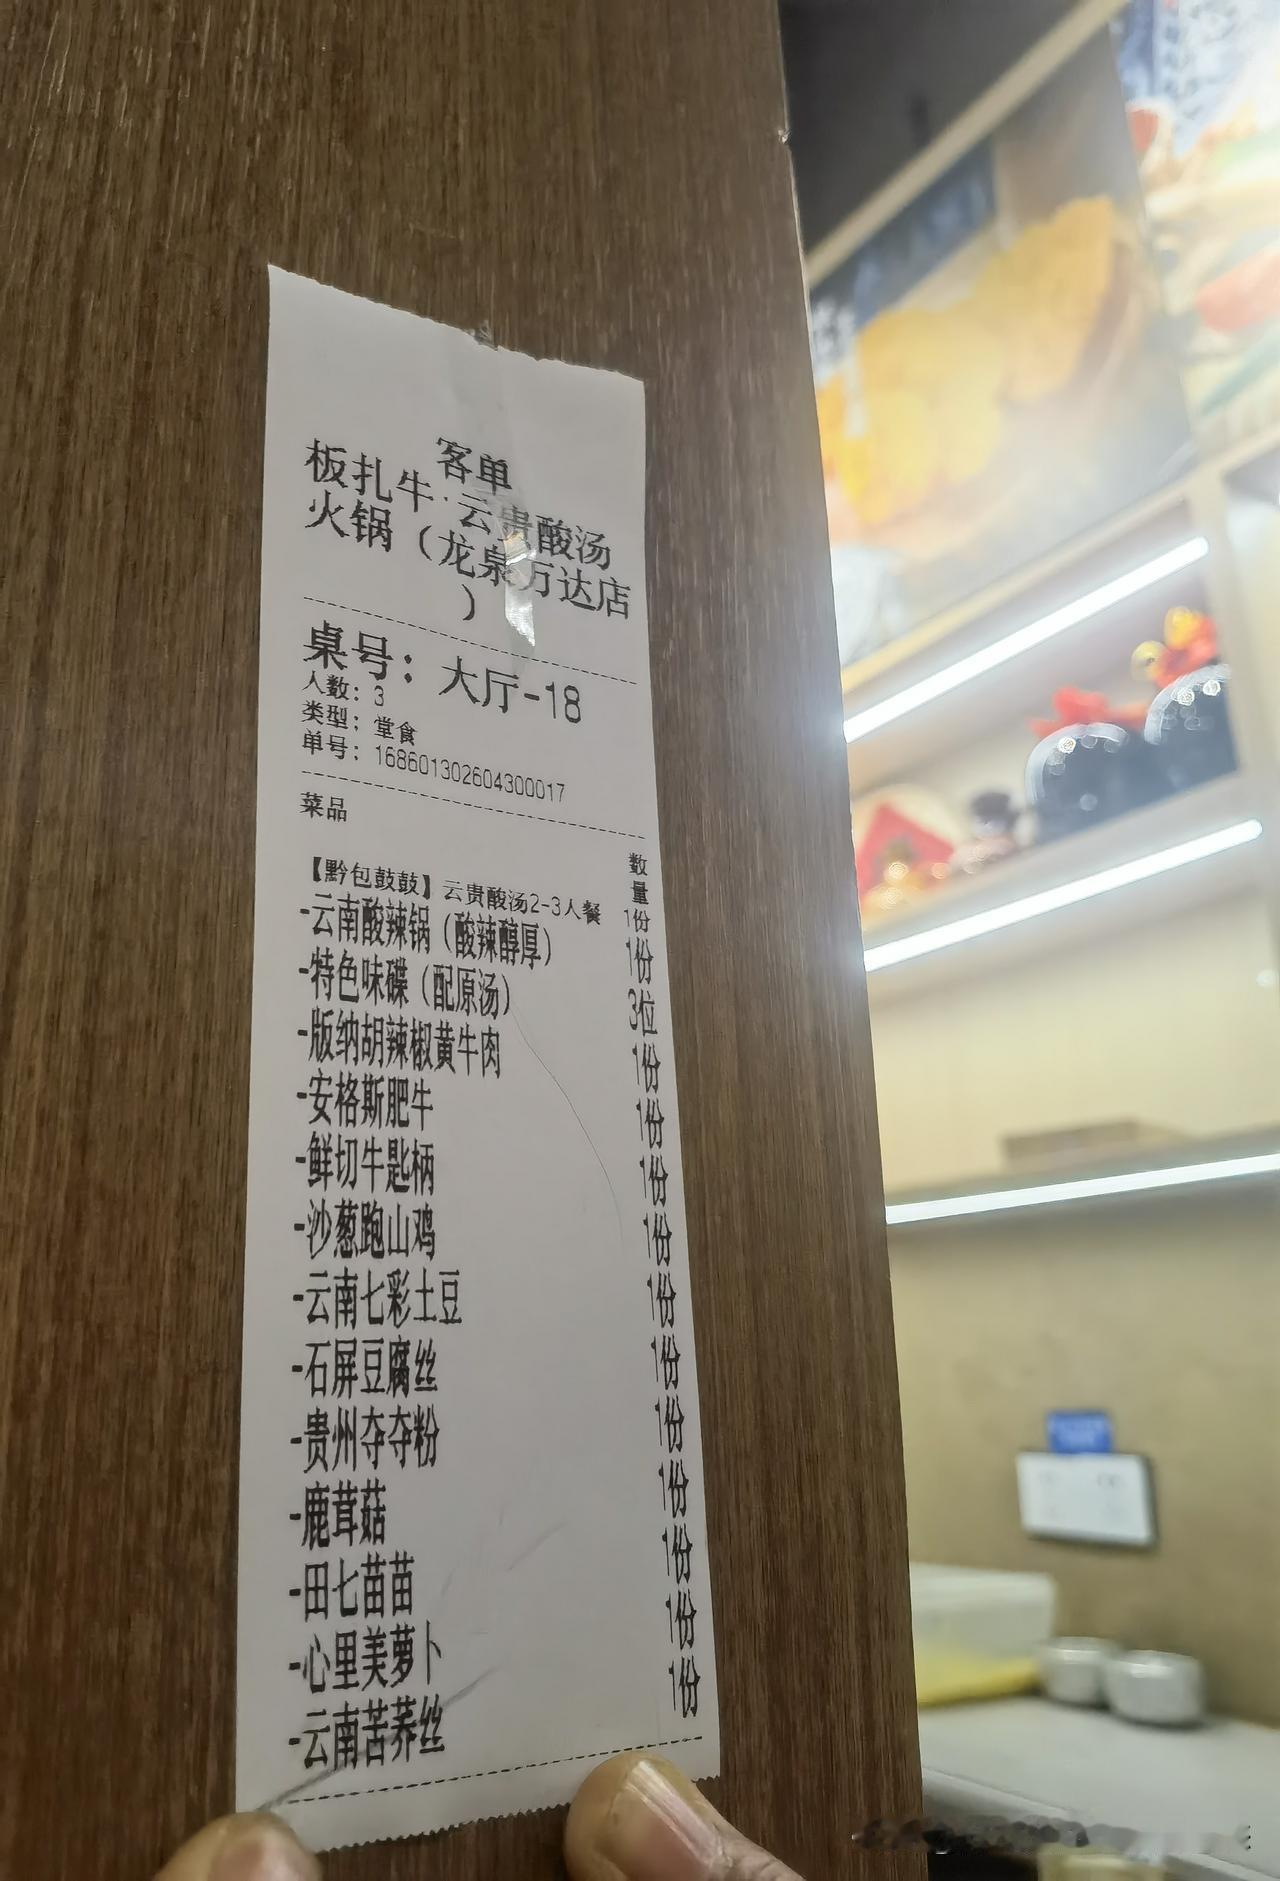 客单
板扎牛·云贵酸汤
火锅（龙泉万达店
）
桌号：大厅-18
人数：3
类型：堂食
单号：168601302604300017
菜品 数量
【黔包鼓鼓】云贵酸汤2-3人餐 1份
-云南酸辣锅（酸辣醇厚） 1份
-特色味碟（配原汤） 3位
-版纳胡辣椒黄牛肉 1份
-安格斯肥牛 1份
-鲜切牛匙柄 1份
-沙葱跑山鸡 1份
-云南七彩土豆 1份
-石屏豆腐丝 1份
-贵州夺夺粉 1份
-鹿茸菇 1份
-田七苗苗 1份
-心里美萝卜 1份
-云南苦荞丝 1份